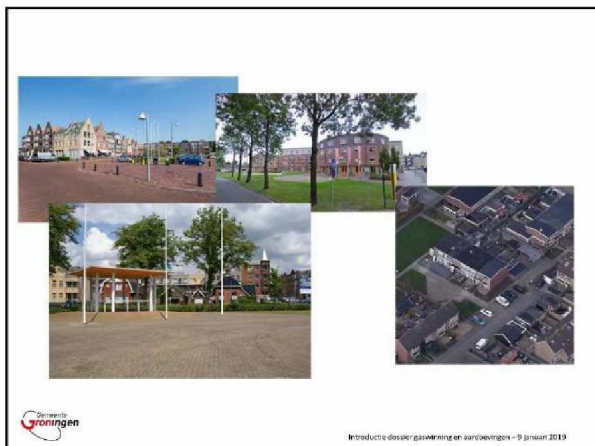 Gemeente
Groningen
Introductie dossier gaswinning en aardbevingen – 9 januari 2019